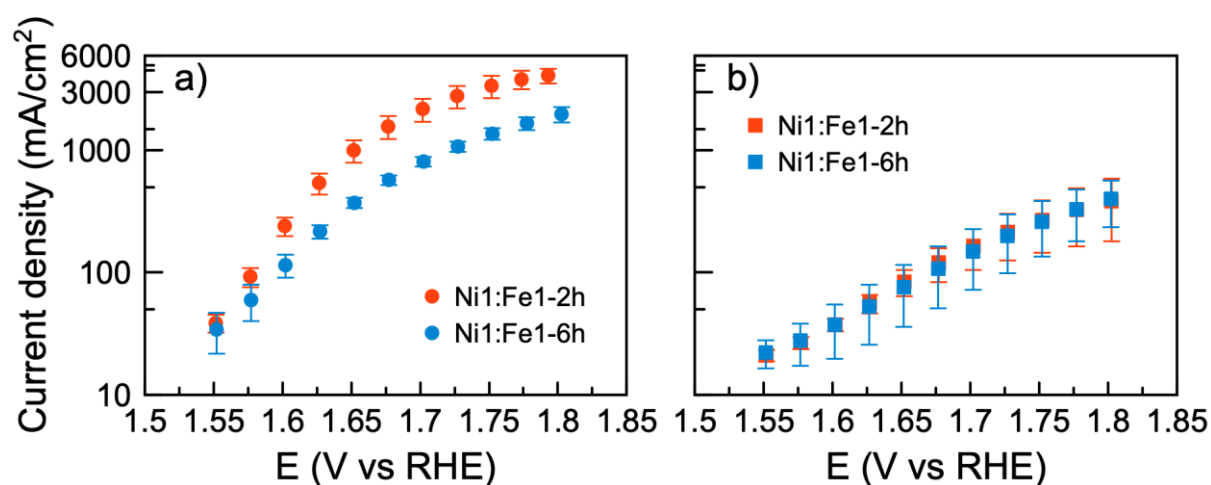 Current density (mA/cm²)
6000
3000
1000
100
10
a)
Ni1:Fe1-2h
Ni1:Fe1-6h
1.5 1.55 1.6 1.65 1.7 1.75 1.8 1.85
E (V vs RHE)
b)
Ni1:Fe1-2h
Ni1:Fe1-6h
1.5 1.55 1.6 1.65 1.7 1.75 1.8 1.85
E (V vs RHE)